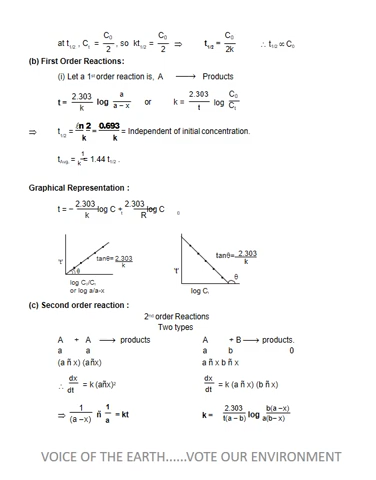 at t1/2 , Ct = C0/2 , so kt1/2 = C0/2 ⇒ t1/2 = C0/2k ∴ t1/2 ∝ C0
(b) First Order Reactions:
(i) Let a 1st order reaction is, A ⟶ Products
t = 2.303/k log a/(a – x) or k = 2.303/t log C0/Ct
⇒ t1/2 = ℓn 2/k = 0.693/k = Independent of initial concentration.
tAvg. = 1/k = 1.44 t1/2 .
Graphical Representation :
t = – 2.303/k log Ct + 2.303/R log C0
't' θ tanθ= 2.303/k
log C0/Ct
or log a/a-x
't' tanθ= -2.303/k θ
log Ct
(c) Second order reaction :
2nd order Reactions
Two types
A + A ⟶ products A + B ⟶ products.
a a a b 0
(a ñ x) (añx) a ñ x b ñ x
∴ dx/dt = k (añx)2 dx/dt = k (a ñ x) (b ñ x)
⇒ 1/(a –x) ñ 1/a = kt k = 2.303/t(a – b) log b(a –x)/a(b– x)
VOICE OF THE EARTH......VOTE OUR ENVIRONMENT